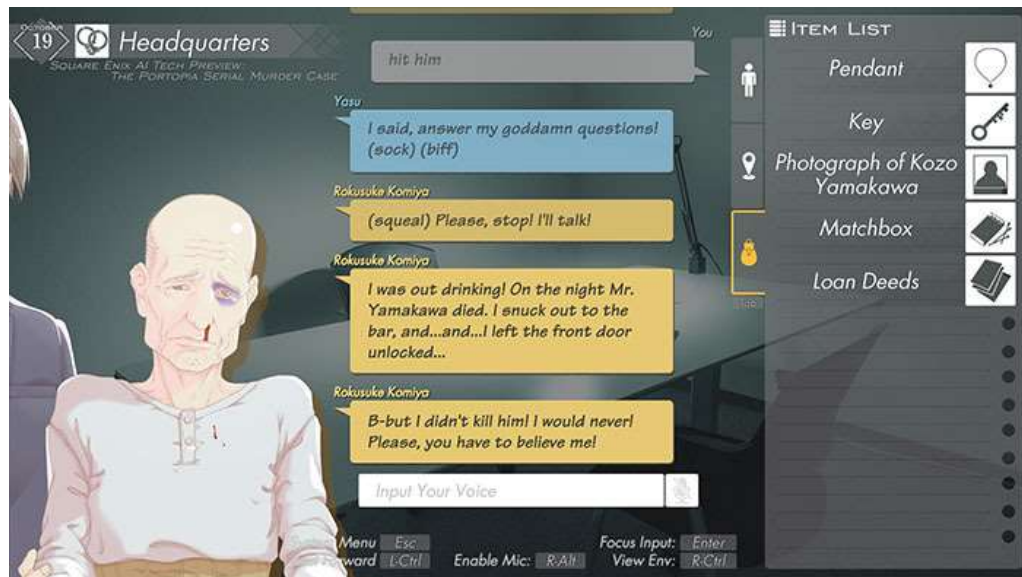 OCTOBER
19
Headquarters
SQUARE ENIX AI TECH PREVIEW:
THE PORTOPIA SERIAL MURDER CASE
You
hit him
Yasu
I said, answer my goddamn questions!
(sock) (biff)
Rokusuke Komiya
(squeal) Please, stop! I'll talk!
Rokusuke Komiya
I was out drinking! On the night Mr.
Yamakawa died. I snuck out to the
bar, and...and...I left the front door
unlocked...
Rokusuke Komiya
B-but I didn't kill him! I would never!
Please, you have to believe me!
Input Your Voice
Menu Esc Focus Input: Enter
ward L-Ctrl Enable Mic: R-Alt View Env: R-Ctrl
ITEM LIST
Pendant
Key
Photograph of Kozo
Yamakawa
Matchbox
Loan Deeds